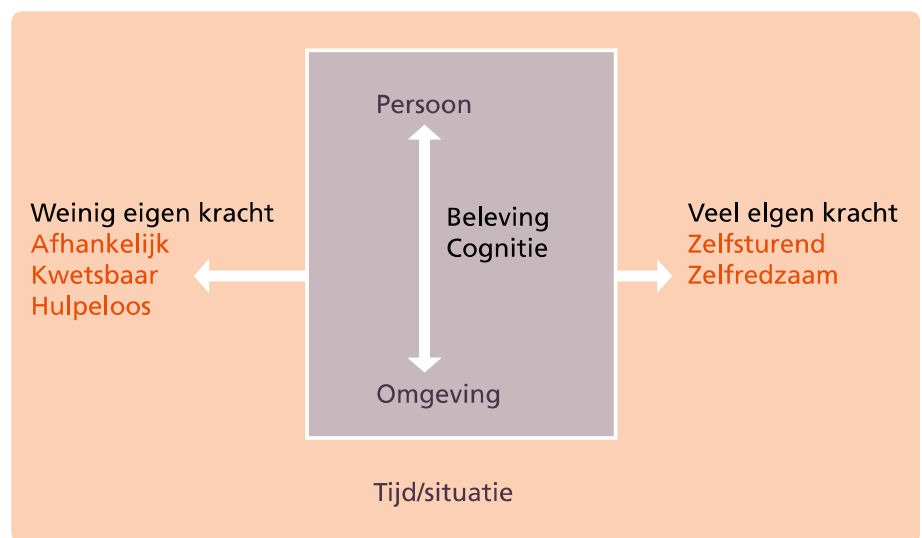 Persoon
Weinig eigen kracht
Afhankelijk
Kwetsbaar
Hulpeloos
Beleving
Cognitie
Veel elgen kracht
Zelfsturend
Zelfredzaam
Omgeving
Tijd/situatie